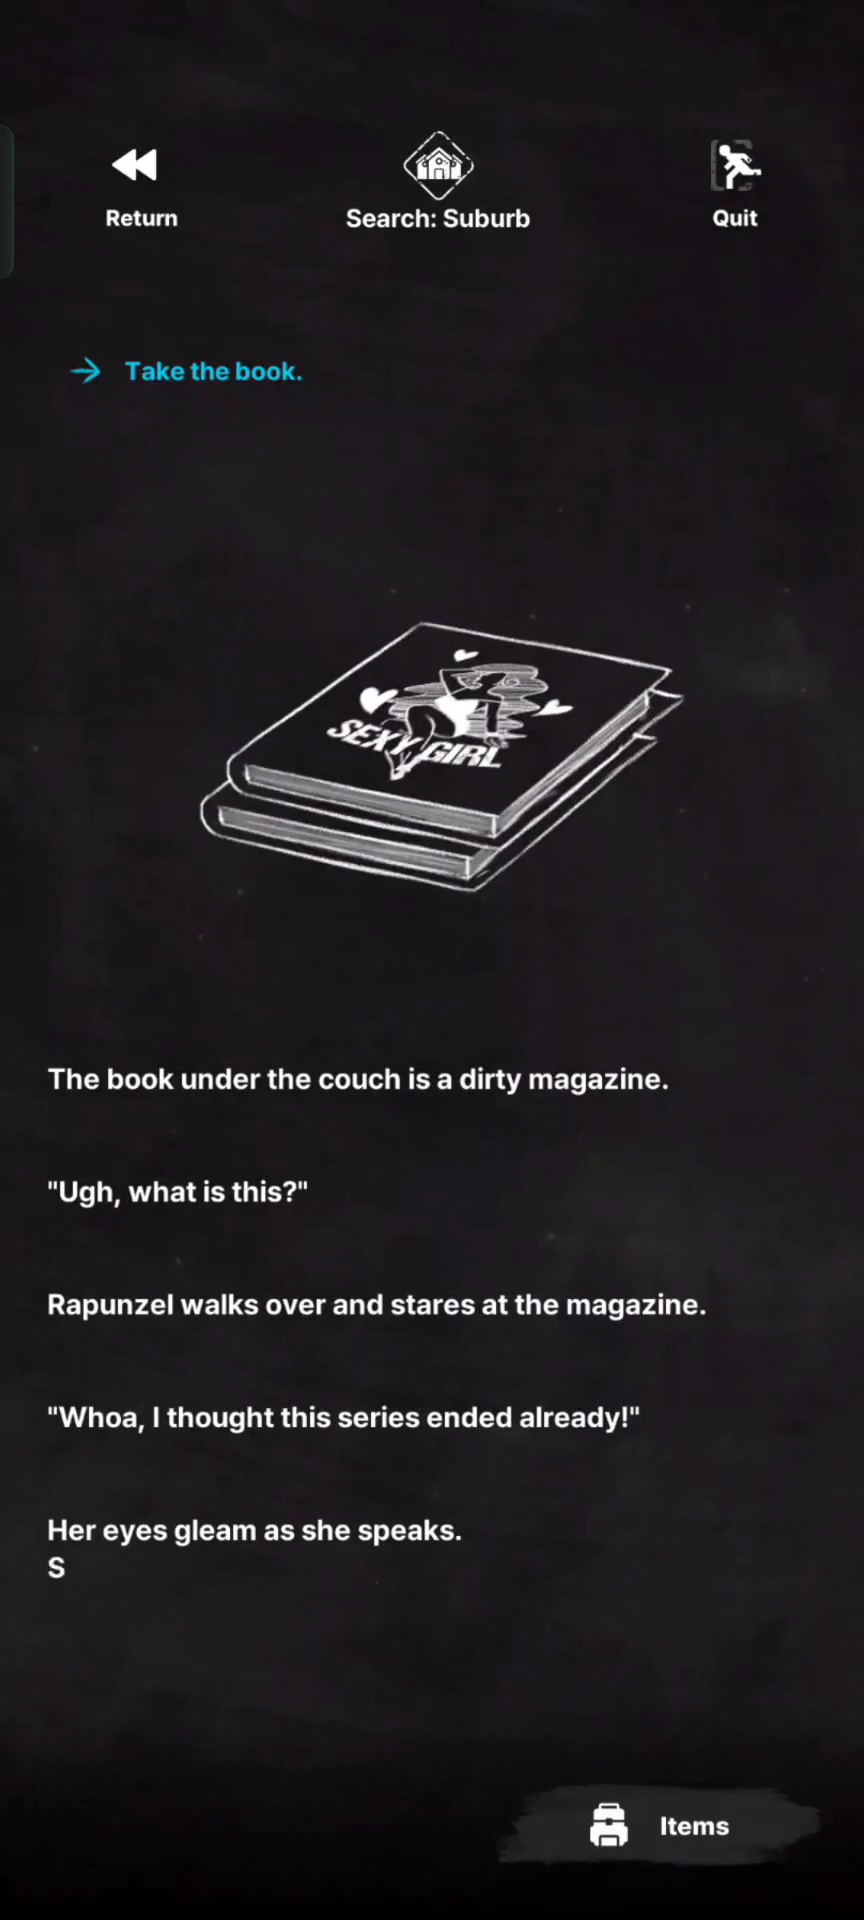 Return
Search: Suburb
Quit
Take the book.
SEXY GIRL
The book under the couch is a dirty magazine.
"Ugh, what is this?"
Rapunzel walks over and stares at the magazine.
"Whoa, I thought this series ended already!"
Her eyes gleam as she speaks.
S
Items